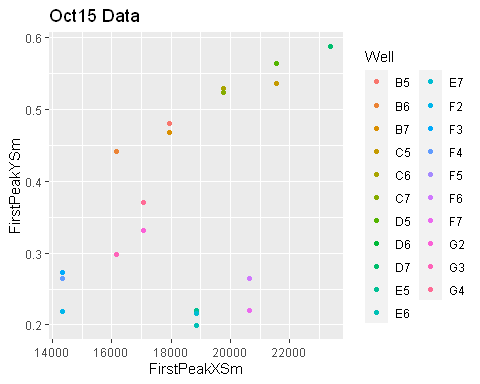 Oct15 Data
0.6
0.5
0.4
0.3
0.2
FirstPeakYSm
14000 16000 18000 20000 22000
FirstPeakXSm
Well
B5 E7
B6 F2
B7 F3
C5 F4
C6 F5
C7 F6
D5 F7
D6 G2
D7 G3
E5 G4
E6